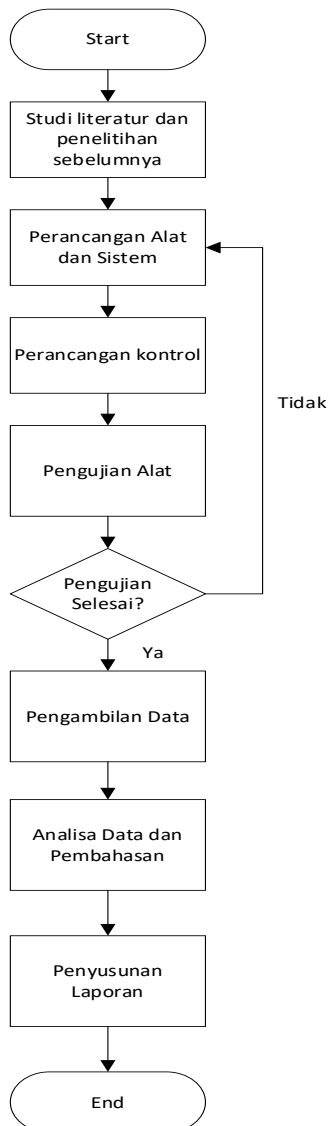 Start
Studi literatur dan
penelitihan
sebelumnya
Perancangan Alat
dan Sistem
Perancangan kontrol
Tidak
Pengujian Alat
Pengujian
Selesai?
Ya
Pengambilan Data
Analisa Data dan
Pembahasan
Penyusunan
Laporan
End